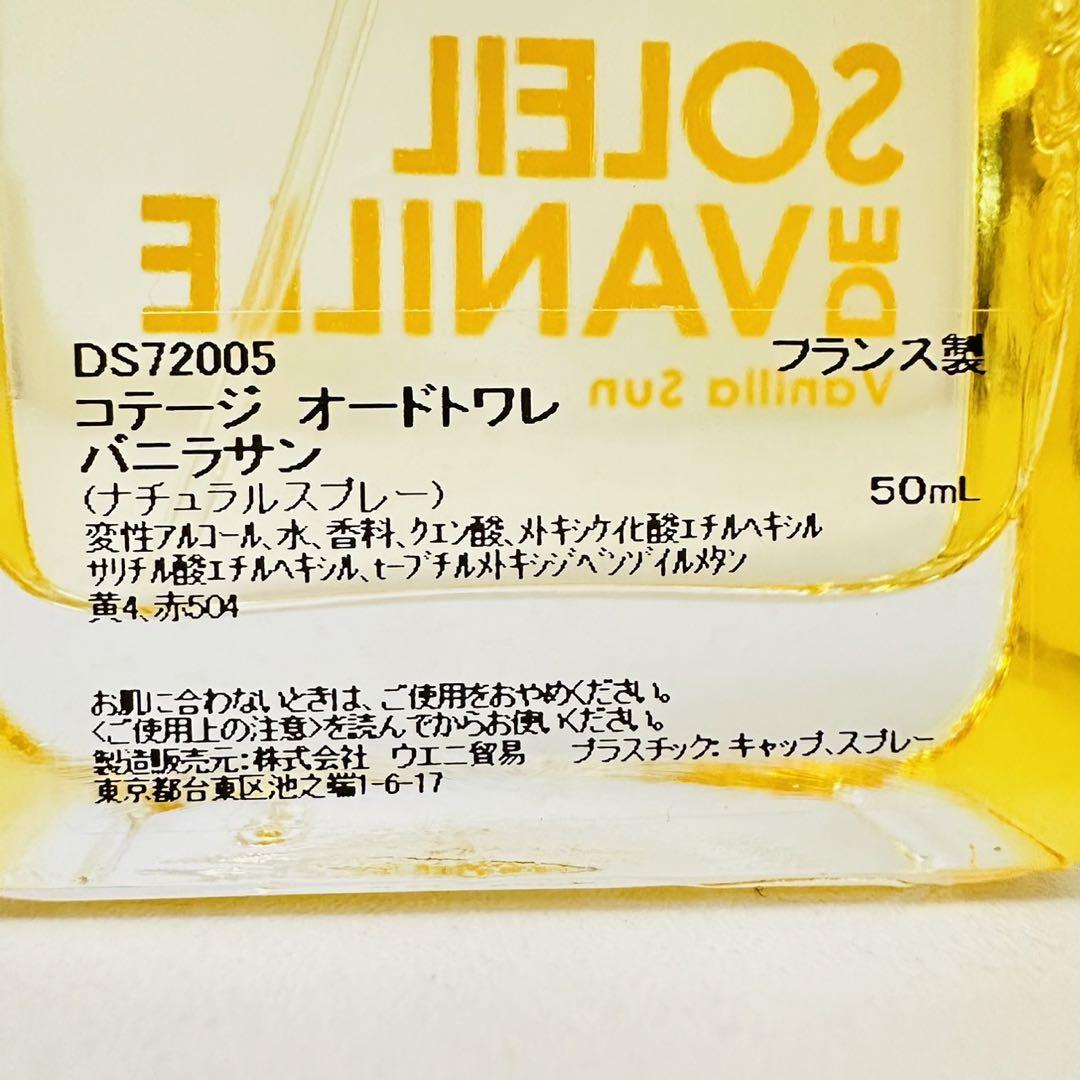 SOLEIL
DE VANILLE
Vanilla Sun
DS72005 フランス製
コテージ オードトワレ
バニラサン
(ナチュラルスプレー) 50mL
変性アルコール、水、香料、クエン酸、メトキシケイヒ酸エチルヘキシル
サリチル酸エチルヘキシル、t-ブチルメトキシジベンゾイルメタン
黄4、赤504
お肌に合わないときは、ご使用をおやめください。
<ご使用上の注意>を読んでからお使いください。
製造販売元:株式会社 ウエニ貿易 プラスチック:キャップ、スプレー
東京都台東区池之端1-6-17